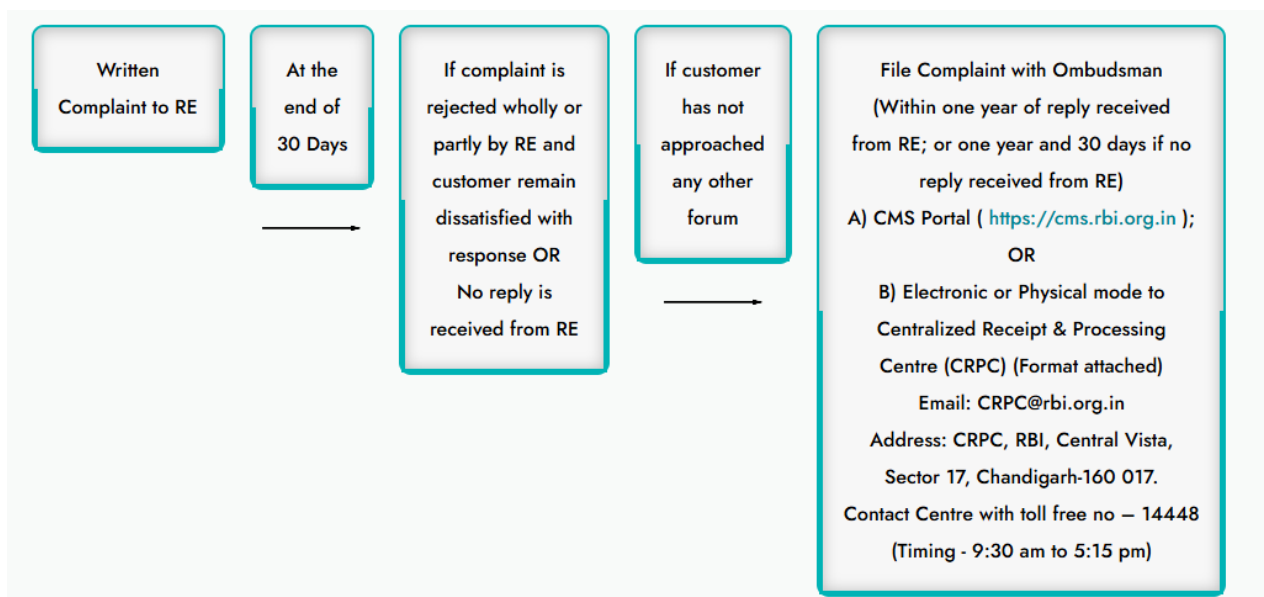 Written
Complaint to RE
At the
end of
30 Days
If complaint is
rejected wholly or
partly by RE and
customer remain
dissatisfied with
response OR
No reply is
received from RE
If customer
has not
approached
any other
forum
File Complaint with Ombudsman
(Within one year of reply received
from RE; or one year and 30 days if no
reply received from RE)
A) CMS Portal ( https://cms.rbi.org.in );
OR
B) Electronic or Physical mode to
Centralized Receipt & Processing
Centre (CRPC) (Format attached)
Email: CRPC@rbi.org.in
Address: CRPC, RBI, Central Vista,
Sector 17, Chandigarh-160 017.
Contact Centre with toll free no – 14448
(Timing - 9:30 am to 5:15 pm)